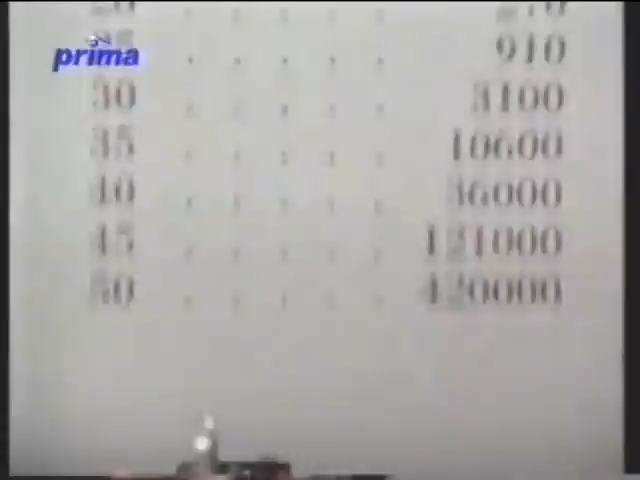 prima . . . . . 910
30 . . . . . 3100
35 . . . . . 10600
40 . . . . . 36000
45 . . . . . 121000
50 . . . . . 420000